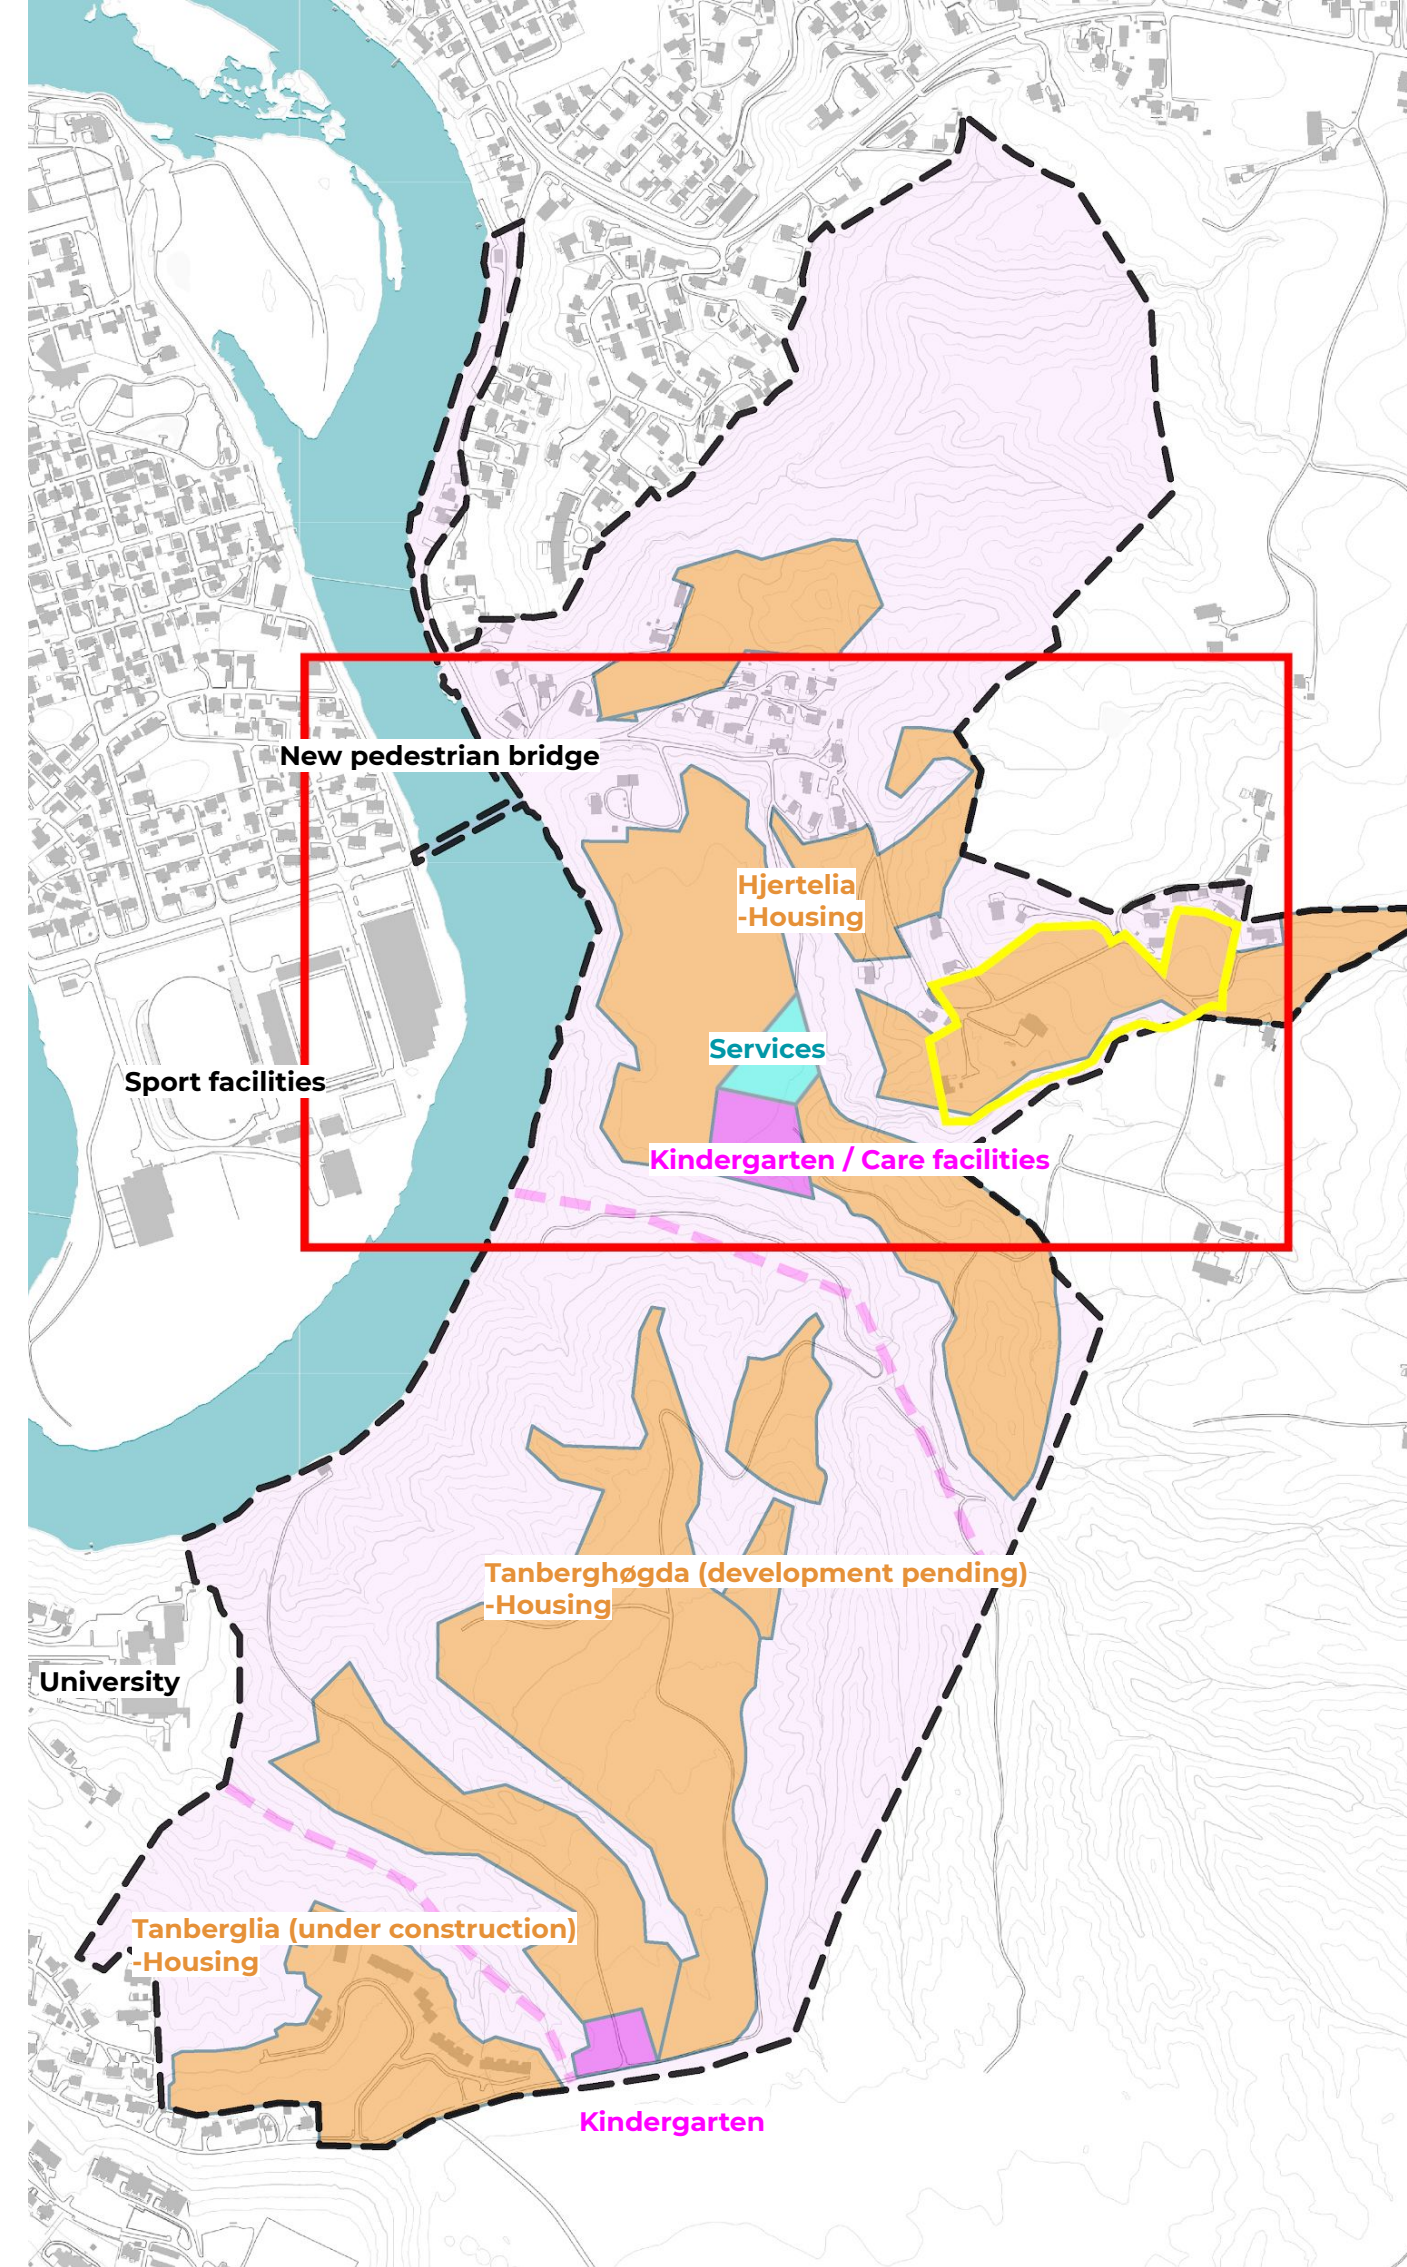 New pedestrian bridge
Hjertelia
-Housing
Services
Sport facilities
Kindergarten / Care facilities
Tanberghøgda (development pending)
-Housing
University
Tanberglia (under construction)
-Housing
Kindergarten